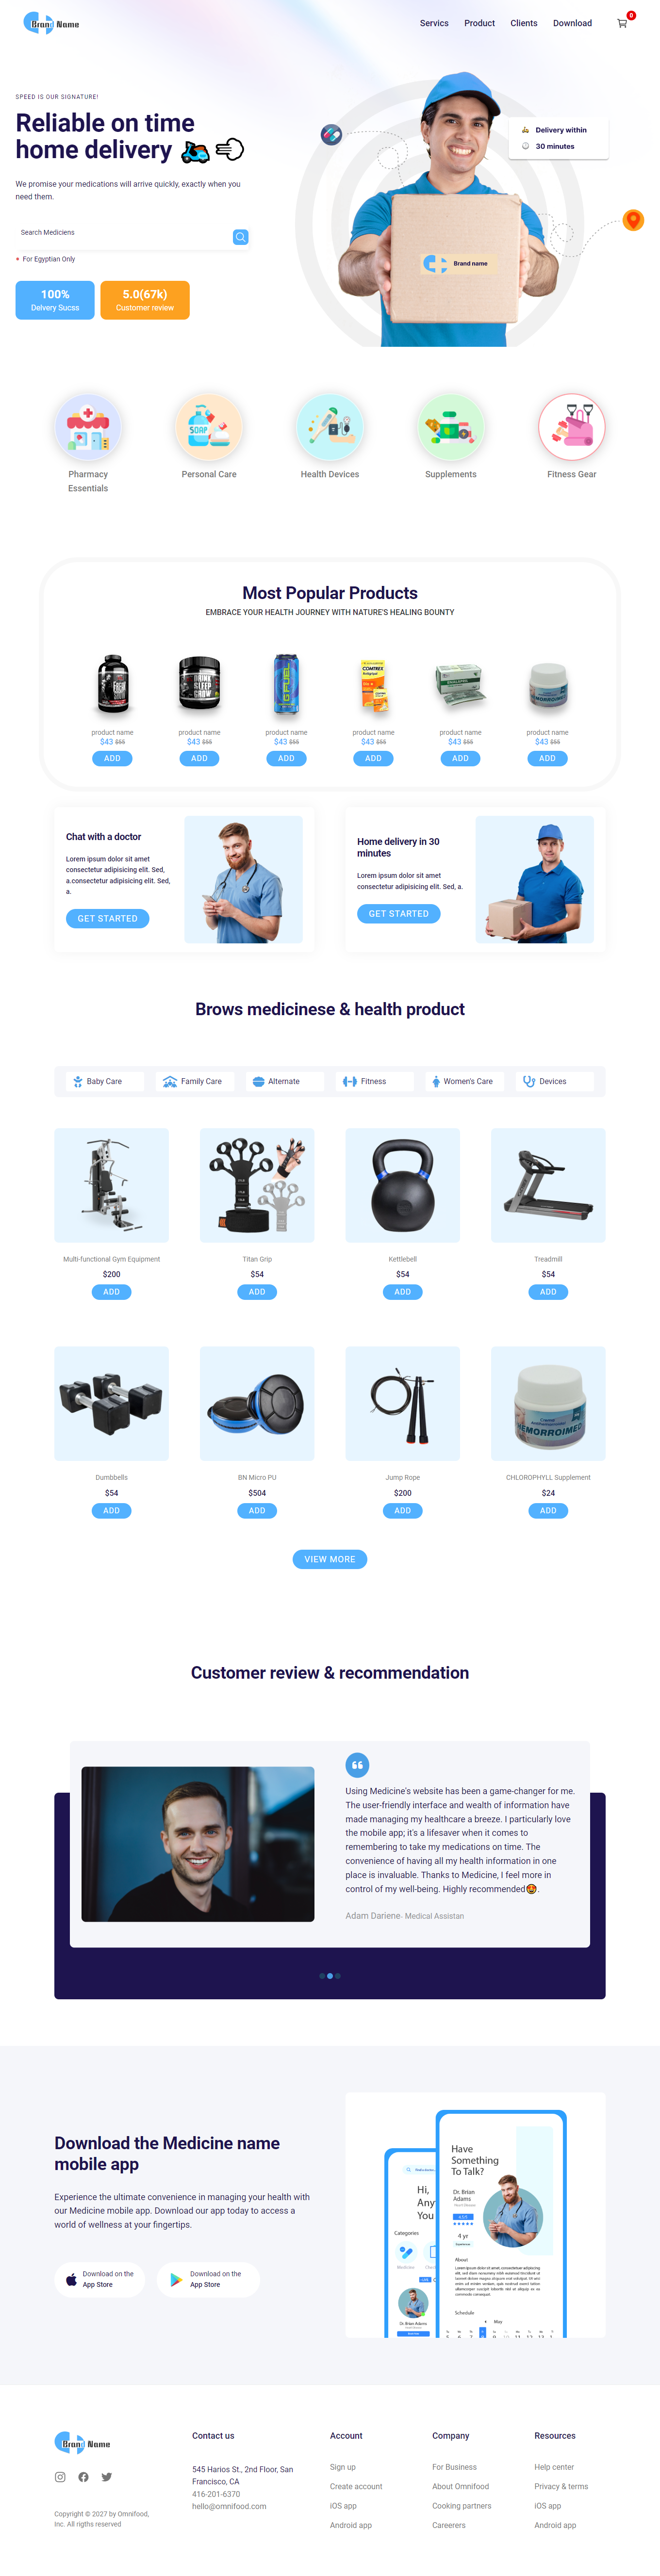 Brand Name
Servics
Product
Clients
Download
0
SPEED IS OUR SIGNATURE!
Reliable on time
home delivery
We promise your medications will arrive quickly, exactly when you
need them.
Search Mediciens
* For Egyptian Only
100%
Delvery Sucss
5.0(67k)
Customer review
Delivery within
30 minutes
Brand name
SOAP
Pharmacy
Essentials
Personal Care
Health Devices
Supplements
Fitness Gear
Most Popular Products
EMBRACE YOUR HEALTH JOURNEY WITH NATURE'S HEALING BOUNTY
G FUEL
COMTREX
product name
$43 $55
ADD
product name
$43 $55
ADD
product name
$43 $55
ADD
product name
$43 $55
ADD
product name
$43 $55
ADD
product name
$43 $55
ADD
Chat with a doctor
Lorem ipsum dolor sit amet
consectetur adipisicing elit. Sed,
a.consectetur adipisicing elit. Sed,
a.
GET STARTED
Home delivery in 30
minutes
Lorem ipsum dolor sit amet
consectetur adipisicing elit. Sed, a.
GET STARTED
Brows medicinese & health product
Baby Care
Family Care
Alternate
Fitness
Women's Care
Devices
Multi-functional Gym Equipment
$200
ADD
Titan Grip
$54
ADD
Kettlebell
$54
ADD
Treadmill
$54
ADD
Dumbbells
$54
ADD
BN Micro PU
$504
ADD
Jump Rope
$200
ADD
HEMORROIMED
CHLOROPHYLL Supplement
$24
ADD
VIEW MORE
Customer review & recommendation
Using Medicine's website has been a game-changer for me.
The user-friendly interface and wealth of information have
made managing my healthcare a breeze. I particularly love
the mobile app; it's a lifesaver when it comes to
remembering to take my medications on time. The
convenience of having all my health information in one
place is invaluable. Thanks to Medicine, I feel more in
control of my well-being. Highly recommended🤩.
Adam Dariene- Medical Assistan
Download the Medicine name
mobile app
Experience the ultimate convenience in managing your health with
our Medicine mobile app. Download our app today to access a
world of wellness at your fingertips.
Download on the
App Store
Download on the
App Store
Hi,
Any
You
Categories
Medicine
Dr. Brian Adams
Have
Something
To Talk?
Dr. Brian
Adams
4 yr
About
Lorem ipsum dolor sit amet, consectetuer adipiscing
Schedule
May
Brand Name
Copyright © 2027 by Omnifood,
Inc. All rigths reserved
Contact us
545 Harios St., 2nd Floor, San
Francisco, CA
416-201-6370
hello@omnifood.com
Account
Sign up
Create account
iOS app
Android app
Company
For Business
About Omnifood
Cooking partners
Careerers
Resources
Help center
Privacy & terms
iOS app
Android app